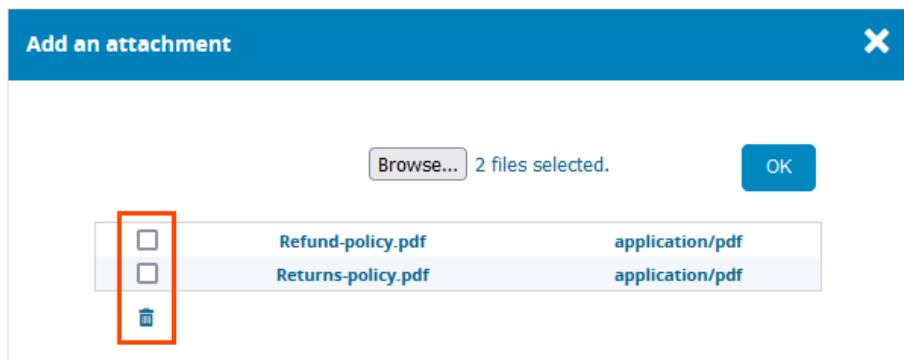 Add an attachment
Browse... 2 files selected. OK
Refund-policy.pdf application/pdf
Returns-policy.pdf application/pdf